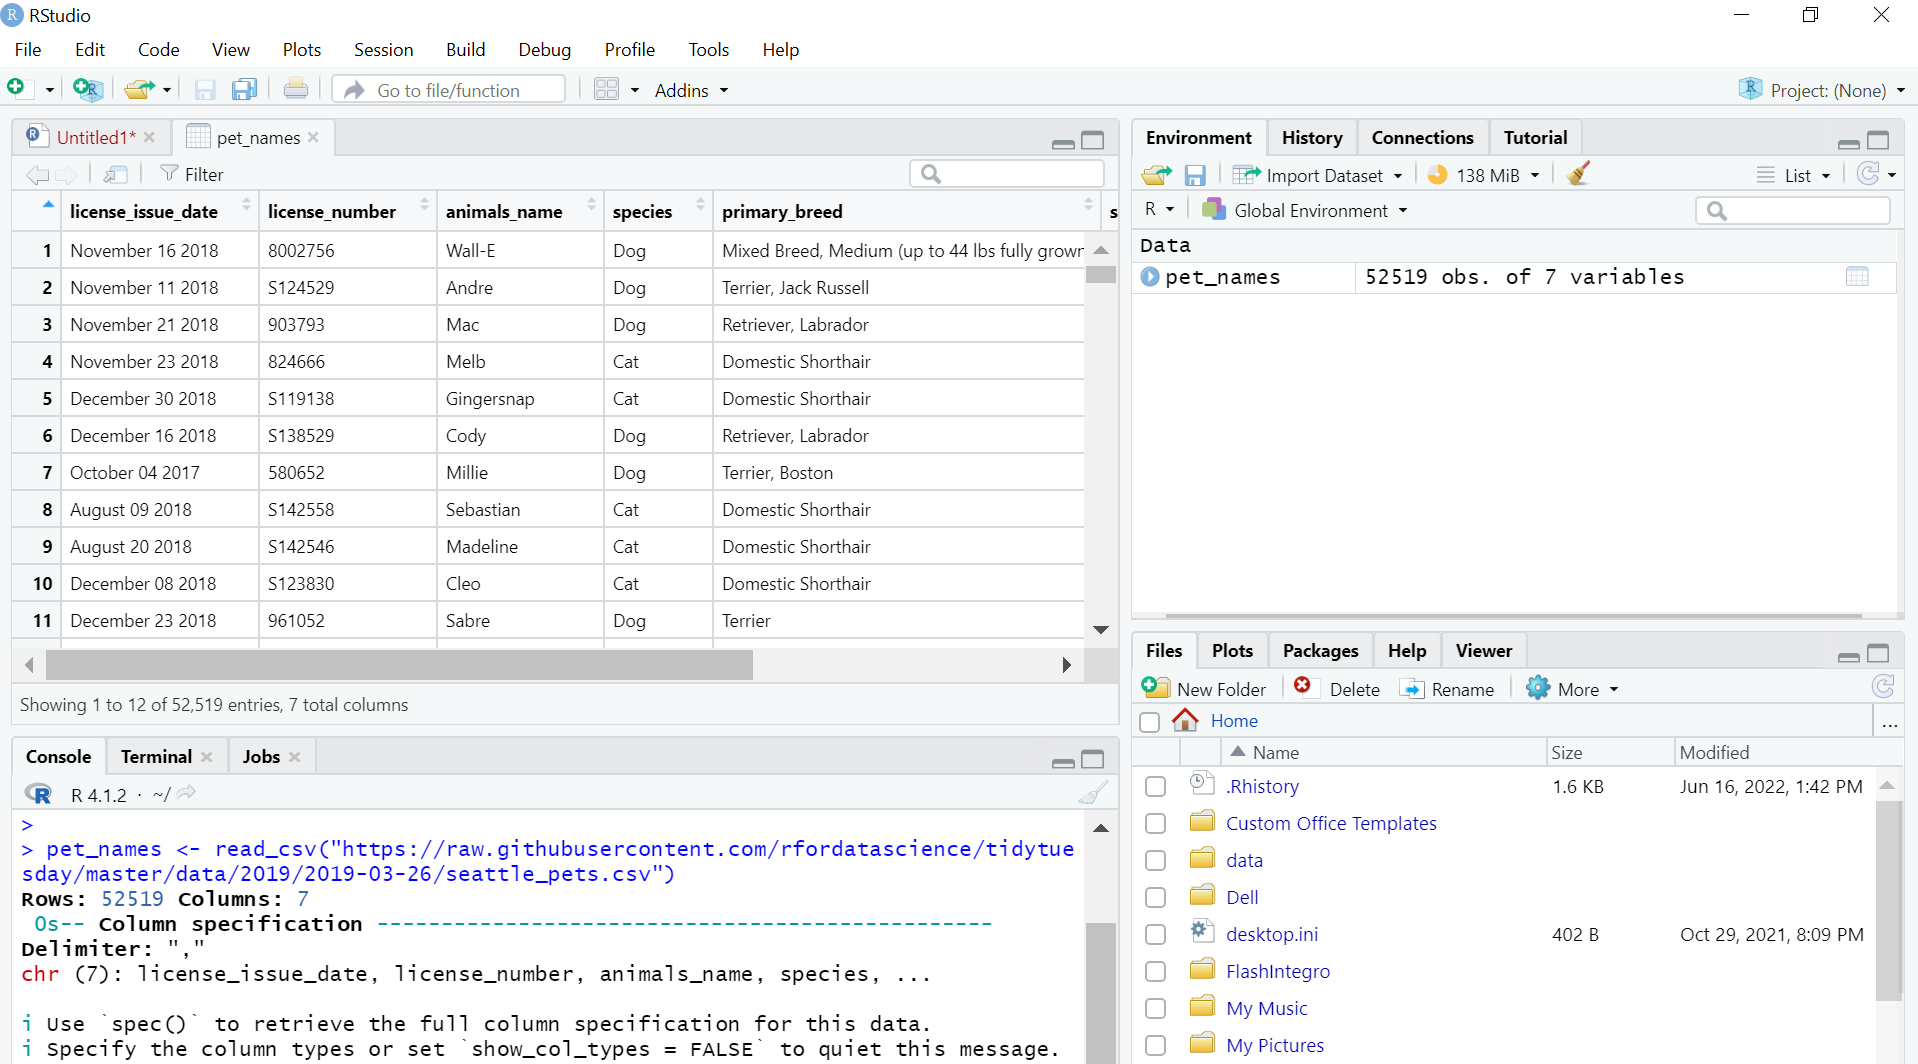 RStudio
File Edit Code View Plots Session Build Debug Profile Tools Help
Go to file/function Addins Project: (None)
Untitled1* pet_names
Filter
license_issue_date license_number animals_name species primary_breed s
1 November 16 2018 8002756 Wall-E Dog Mixed Breed, Medium (up to 44 lbs fully grown
2 November 11 2018 S124529 Andre Dog Terrier, Jack Russell
3 November 21 2018 903793 Mac Dog Retriever, Labrador
4 November 23 2018 824666 Melb Cat Domestic Shorthair
5 December 30 2018 S119138 Gingersnap Cat Domestic Shorthair
6 December 16 2018 S138529 Cody Dog Retriever, Labrador
7 October 04 2017 580652 Millie Dog Terrier, Boston
8 August 09 2018 S142558 Sebastian Cat Domestic Shorthair
9 August 20 2018 S142546 Madeline Cat Domestic Shorthair
10 December 08 2018 S123830 Cleo Cat Domestic Shorthair
11 December 23 2018 961052 Sabre Dog Terrier
Showing 1 to 12 of 52,519 entries, 7 total columns
Console Terminal Jobs
R 4.1.2 · ~/
>
> pet_names <- read_csv("https://raw.githubusercontent.com/rfordatascience/tidytue
sday/master/data/2019/2019-03-26/seattle_pets.csv")
Rows: 52519 Columns: 7
0s-- Column specification ------------------------------------------------
Delimiter: ","
chr (7): license_issue_date, license_number, animals_name, species, ...
i Use `spec()` to retrieve the full column specification for this data.
i Specify the column types or set `show_col_types = FALSE` to quiet this message.
Environment History Connections Tutorial
Import Dataset 138 MiB List
R Global Environment
Data
pet_names 52519 obs. of 7 variables
Files Plots Packages Help Viewer
New Folder Delete Rename More
Home ...
Name Size Modified
.Rhistory 1.6 KB Jun 16, 2022, 1:42 PM
Custom Office Templates
data
Dell
desktop.ini 402 B Oct 29, 2021, 8:09 PM
FlashIntegro
My Music
My Pictures